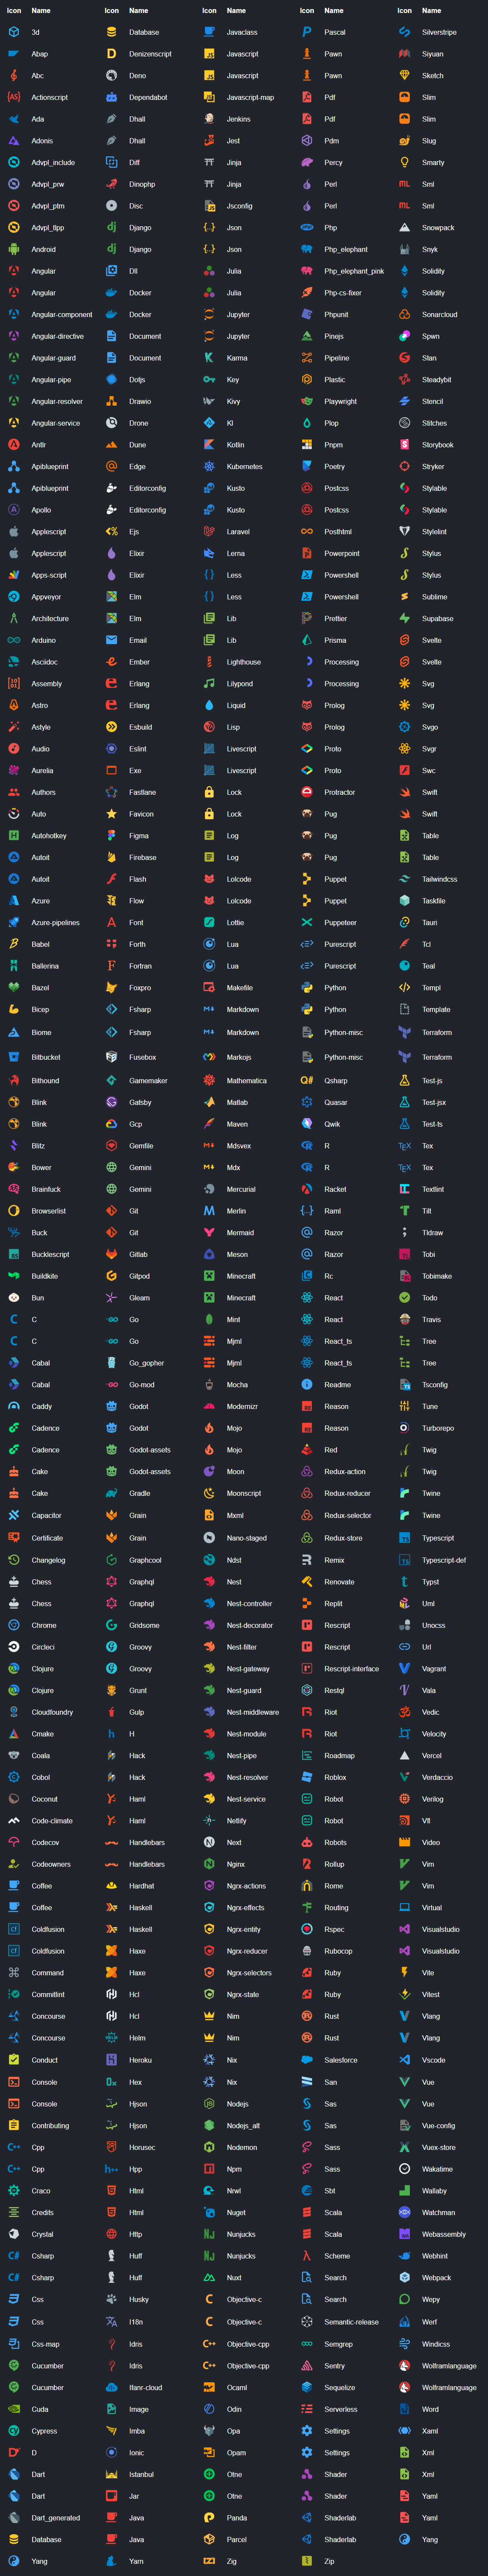 Icon Name Icon Name Icon Name Icon Name Icon Name
3d Database Javaclass Pascal Silverstripe
Abap Denizenscript Javascript Pawn Siyuan
Abc Deno Javascript Pawn Sketch
Actionscript Dependabot Javascript-map Pdf Slim
Ada Dhall Jenkins Pdf Slim
Adonis Dhall Jest Pdm Slug
Advpl_include Diff Jinja Percy Smarty
Advpl_prw Dinophp Jinja Perl Sml
Advpl_ptm Disc Jsconfig Perl Sml
Advpl_tlpp Django Json Php Snowpack
Android Django Json Php_elephant Snyk
Angular Dll Julia Php_elephant_pink Solidity
Angular Docker Julia Php-cs-fixer Solidity
Angular-component Docker Jupyter Phpunit Sonarcloud
Angular-directive Document Jupyter Pinejs Spwn
Angular-guard Document Karma Pipeline Stan
Angular-pipe Dotjs Key Plastic Steadybit
Angular-resolver Drawio Kivy Playwright Stencil
Angular-service Drone Kl Plop Stitches
Antlr Dune Kotlin Pnpm Storybook
Apiblueprint Edge Kubernetes Poetry Stryker
Apiblueprint Editorconfig Kusto Postcss Stylable
Apollo Editorconfig Kusto Postcss Stylable
Applescript Ejs Laravel Posthtml Stylelint
Applescript Elixir Lerna Powerpoint Stylus
Apps-script Elixir Less Powershell Stylus
Appveyor Elm Less Powershell Sublime
Architecture Elm Lib Prettier Supabase
Arduino Email Lib Prisma Svelte
Asciidoc Ember Lighthouse Processing Svelte
Assembly Erlang Lilypond Processing Svg
Astro Erlang Liquid Prolog Svg
Astyle Esbuild Lisp Prolog Svgo
Audio Eslint Livescript Proto Svgr
Aurelia Exe Livescript Proto Swc
Authors Fastlane Lock Protractor Swift
Auto Favicon Lock Pug Swift
Autohotkey Figma Log Pug Table
Autoit Firebase Log Pug Table
Autoit Flash Lolcode Puppet Tailwindcss
Azure Flow Lolcode Puppet Taskfile
Azure-pipelines Font Lottie Puppeteer Tauri
Babel Forth Lua Purescript Tcl
Ballerina Fortran Lua Purescript Teal
Bazel Foxpro Makefile Python Templ
Bicep Fsharp Markdown Python Template
Biome Fsharp Markdown Python-misc Terraform
Bitbucket Fusebox Markojs Python-misc Terraform
Bithound Gamemaker Mathematica Qsharp Test-js
Blink Gatsby Matlab Quasar Test-jsx
Blink Gcp Maven Qwik Test-ts
Blitz Gemfile Mdsvex R Tex
Bower Gemini Mdx R Tex
Brainfuck Gemini Mercurial Racket Textlint
Browserlist Git Merlin Raml Tilt
Buck Git Mermaid Razor Tldraw
Bucklescript Gitlab Meson Razor Tobi
Buildkite Gitpod Minecraft Rc Tobimake
Bun Gleam Minecraft React Todo
C Go Mint React Travis
C Go Mjml React_ts Tree
Cabal Go_gopher Mjml React_ts Tree
Cabal Go-mod Mocha Readme Tsconfig
Caddy Godot Modernizr Reason Tune
Cadence Godot Mojo Reason Turborepo
Cadence Godot-assets Mojo Red Twig
Cake Godot-assets Moon Redux-action Twig
Cake Gradle Moonscript Redux-reducer Twine
Capacitor Grain Mxml Redux-selector Twine
Certificate Grain Nano-staged Redux-store Typescript
Changelog Graphcool Ndst Remix Typescript-def
Chess Graphql Nest Renovate Typst
Chess Graphql Nest-controller Replit Uml
Chrome Gridsome Nest-decorator Rescript Unocss
Circleci Groovy Nest-filter Rescript Url
Clojure Groovy Nest-gateway Rescript-interface Vagrant
Clojure Grunt Nest-guard Restql Vala
Cloudfoundry Gulp Nest-middleware Riot Vedic
Cmake H Nest-module Riot Velocity
Coala Hack Nest-pipe Roadmap Vercel
Cobol Hack Nest-resolver Roblox Verdaccio
Coconut Haml Nest-service Robot Verilog
Code-climate Haml Netlify Robot Vfl
Codecov Handlebars Next Robots Video
Codeowners Handlebars Nginx Rollup Vim
Coffee Hardhat Ngrx-actions Rome Vim
Coffee Haskell Ngrx-effects Routing Virtual
Coldfusion Haskell Ngrx-entity Rspec Visualstudio
Coldfusion Haxe Ngrx-reducer Rubocop Visualstudio
Command Haxe Ngrx-selectors Ruby Vite
Commitlint Hcl Ngrx-state Ruby Vitest
Concourse Hcl Nim Rust Vlang
Concourse Helm Nim Rust Vlang
Conduct Heroku Nix Salesforce Vscode
Console Hex Nix San Vue
Console Hjson Nodejs Sas Vue
Contributing Hjson Nodejs_alt Sas Vue-config
Cpp Horusec Nodemon Sass Vuex-store
Cpp Hpp Npm Sass Wakatime
Craco Html Nrwl Sbt Wallaby
Credits Html Nuget Scala Watchman
Crystal Http Nunjucks Scala Webassembly
Csharp Huff Nunjucks Scheme Webhint
Csharp Huff Nuxt Search Webpack
Css Husky Objective-c Search Wepy
Css I18n Objective-c Semantic-release Werf
Css-map Idris Objective-cpp Semgrep Windicss
Cucumber Idris Objective-cpp Sentry Wolframlanguage
Cucumber Ifanr-cloud Ocaml Sequelize Wolframlanguage
Cuda Image Odin Serverless Word
Cypress Imba Opa Settings Xaml
D Ionic Opam Settings Xml
Dart Istanbul Otne Shader Xml
Dart Jar Otne Shader Yaml
Dart_generated Java Panda Shaderlab Yaml
Database Java Parcel Shaderlab Yang
Yang Yarn Zig Zip